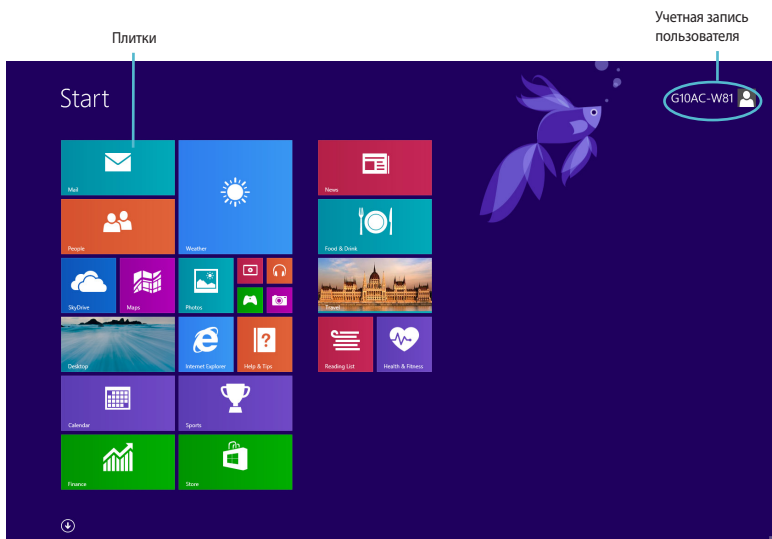 Учетная запись
пользователя
Плитки
Start
G10AC-W81
Mail
Weather
News
People
Food & Drink
SkyDrive
Maps
Photos
Travel
Desktop
Internet Explorer
Help & Tips
Reading List
Health & Fitness
Calendar
Sports
Finance
Store